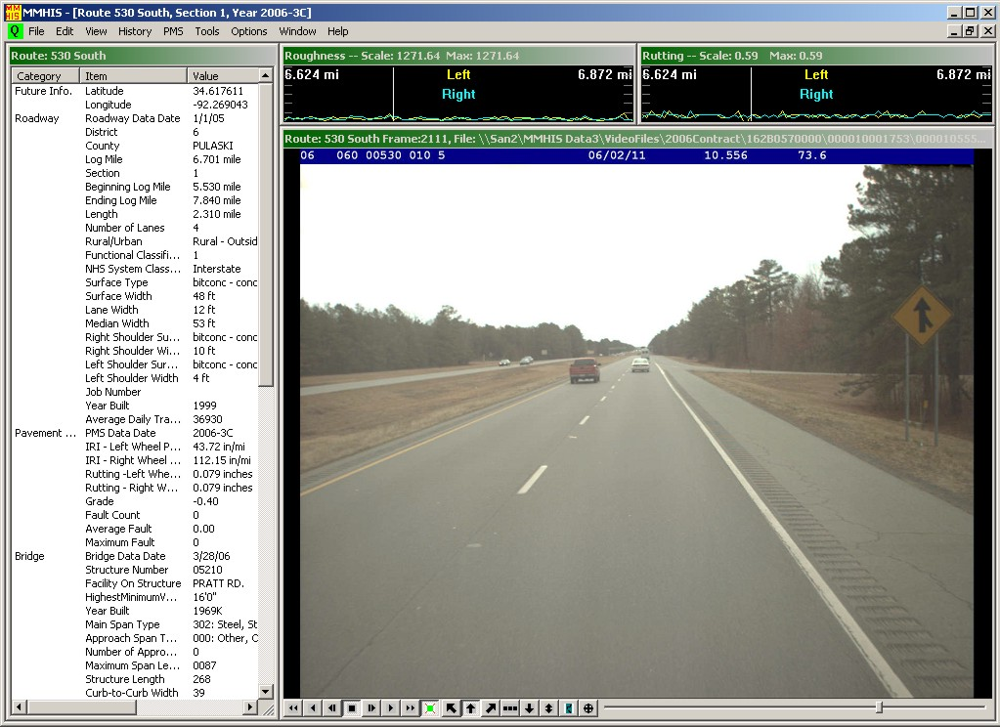 MMHIS - [Route 530 South, Section 1, Year 2006-3C]
File Edit View History PMS Tools Options Window Help
Route: 530 South
Category Item Value
Future Info. Latitude 34.617611
Longitude -92.269043
Roadway Roadway Data Date 1/1/05
District 6
County PULASKI
Log Mile 6.701 mile
Section 1
Beginning Log Mile 5.530 mile
Ending Log Mile 7.840 mile
Length 2.310 mile
Number of Lanes 4
Rural/Urban Rural - Outsid
Functional Classifi... 1
NHS System Class... Interstate
Surface Type bitconc - conc
Surface Width 48 ft
Lane Width 12 ft
Median Width 53 ft
Right Shoulder Su... bitconc - conc
Right Shoulder Wi... 10 ft
Left Shoulder Sur... bitconc - conc
Left Shoulder Width 4 ft
Job Number
Year Built 1999
Average Daily Tra... 36930
Pavement ... PMS Data Date 2006-3C
IRI - Left Wheel P... 43.72 in/mi
IRI - Right Wheel ... 112.15 in/mi
Rutting -Left Whe... 0.079 inches
Rutting - Right W... 0.079 inches
Grade -0.40
Fault Count 0
Average Fault 0.00
Maximum Fault 0
Bridge Bridge Data Date 3/28/06
Structure Number 05210
Facility On Structure PRATT RD.
HighestMinimumV... 16'0"
Year Built 1969K
Main Span Type 302: Steel, St
Approach Span T... 000: Other, C
Number of Appro... 0
Maximum Span Le... 0087
Structure Length 268
Curb-to-Curb Width 39
Roughness -- Scale: 1271.64 Max: 1271.64
6.624 mi Left 6.872 mi
Right
Rutting -- Scale: 0.59 Max: 0.59
6.624 mi Left 6.872 mi
Right
Route: 530 South Frame:2111, File: \\San2\MMHIS Data3\VideoFiles\2006Contract\162B0570000\000010001753\000010555...
06 060 00530 010 5 06/02/11 10.556 73.6